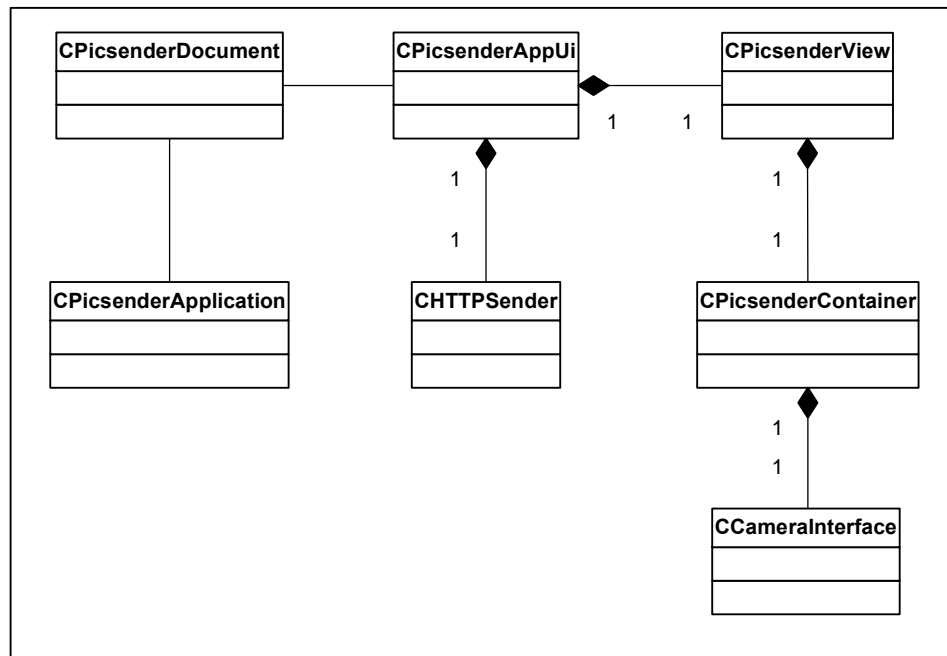 CPicsenderDocument
CPicsenderAppUi
CPicsenderView
1
1
1
1
1
1
CPicsenderApplication
CHTTPSender
CPicsenderContainer
1
1
CCameraInterface